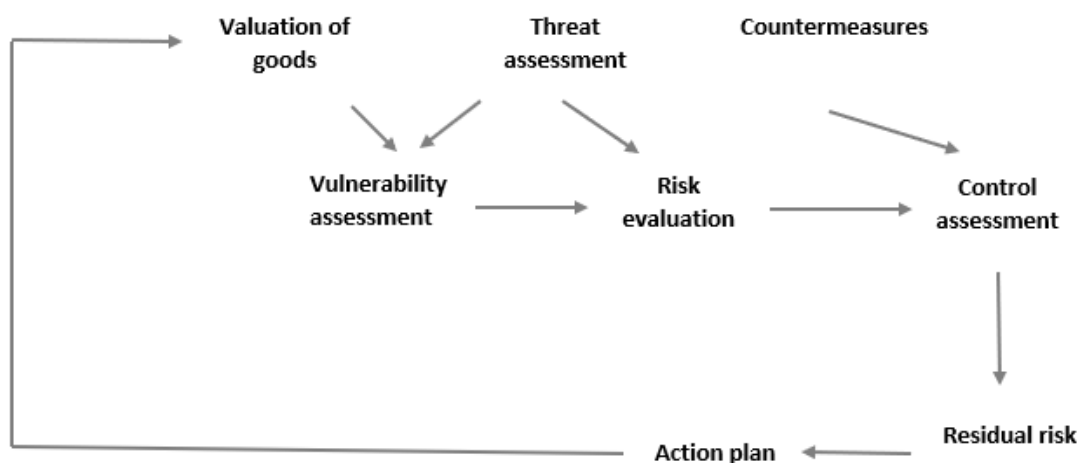 Valuation of
goods
Threat
assessment
Countermeasures
Vulnerability
assessment
Risk
evaluation
Control
assessment
Residual risk
Action plan